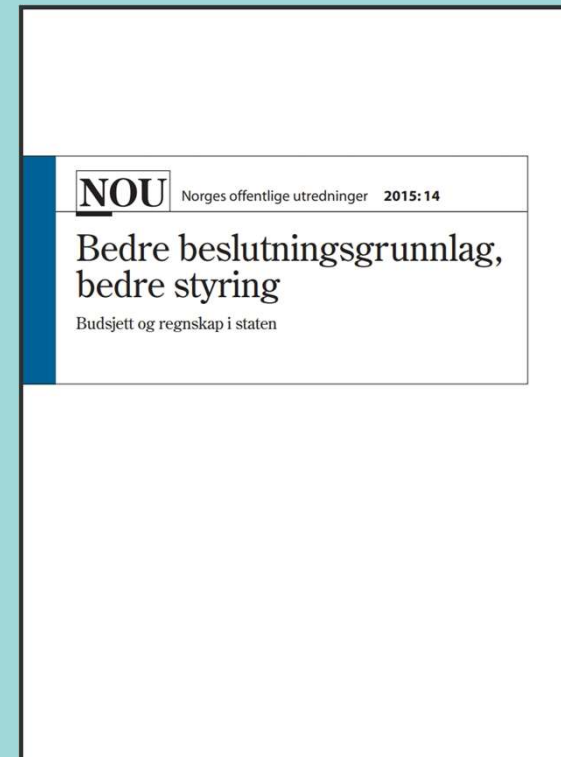 NOU Norges offentlige utredninger 2015: 14
Bedre beslutningsgrunnlag,
bedre styring
Budsjett og regnskap i staten